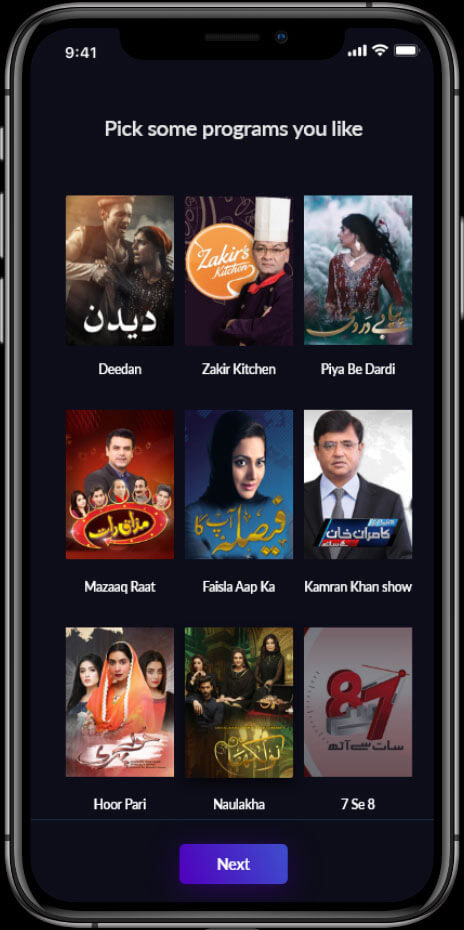 9:41
Pick some programs you like
دیدن
Zakir's
Kitchen
پیا بے دردی
Deedan
Zakir Kitchen
Piya Be Dardi
مذاق رات
فیصلہ آپ کا
کامران خان
کے ساتھ
Mazaaq Raat
Faisla Aap Ka
Kamran Khan show
حور پری
نولکھا
87
سات سے آٹھ
Hoor Pari
Naulakha
7 Se 8
Next